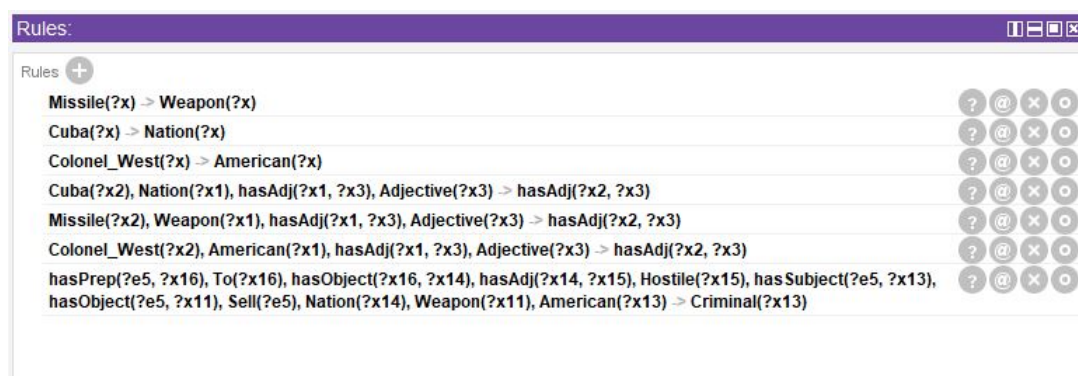 Rules:
Rules
Missile(?x) -> Weapon(?x)
Cuba(?x) -> Nation(?x)
Colonel_West(?x) -> American(?x)
Cuba(?x2), Nation(?x1), hasAdj(?x1, ?x3), Adjective(?x3) -> hasAdj(?x2, ?x3)
Missile(?x2), Weapon(?x1), hasAdj(?x1, ?x3), Adjective(?x3) -> hasAdj(?x2, ?x3)
Colonel_West(?x2), American(?x1), hasAdj(?x1, ?x3), Adjective(?x3) -> hasAdj(?x2, ?x3)
hasPrep(?e5, ?x16), To(?x16), hasObject(?x16, ?x14), hasAdj(?x14, ?x15), Hostile(?x15), hasSubject(?e5, ?x13),
hasObject(?e5, ?x11), Sell(?e5), Nation(?x14), Weapon(?x11), American(?x13) -> Criminal(?x13)